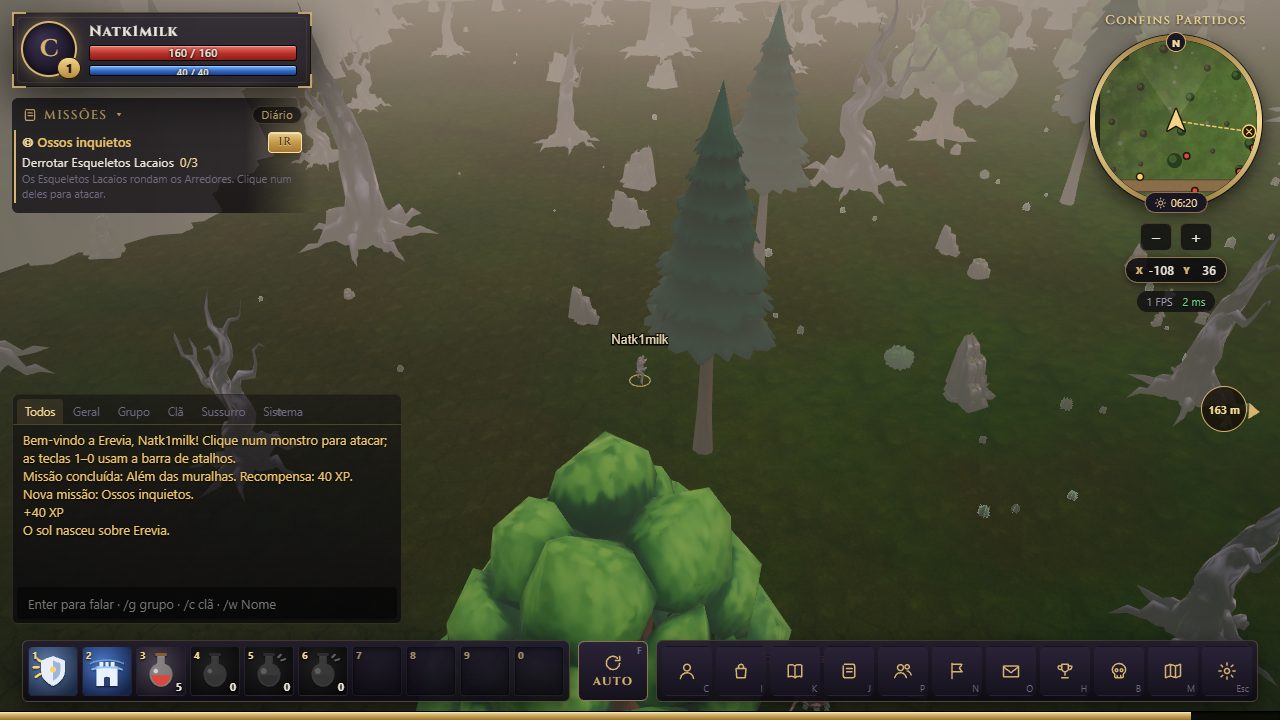 Natk1milk
C
1
160 / 160
40 / 40
Missões
Diário
Ossos inquietos
IR
Derrotar Esqueletos Lacaios 0/3
Os Esqueletos Lacaios rondam os Arredores. Clique num
deles para atacar.
Confins Partidos
N
06:20
− +
X -108 Y 36
1 FPS 2 ms
Natk1milk
163 m
Todos Geral Grupo Clã Sussurro Sistema
Bem-vindo a Erevia, Natk1milk! Clique num monstro para atacar;
as teclas 1–0 usam a barra de atalhos.
Missão concluída: Além das muralhas. Recompensa: 40 XP.
Nova missão: Ossos inquietos.
+40 XP
O sol nasceu sobre Erevia.
Enter para falar · /g grupo · /c clã · /w Nome
1 2 3 4 5 6 7 8 9 0
5 0 0 0
F
AUTO
C I K J P N O H B M Esc